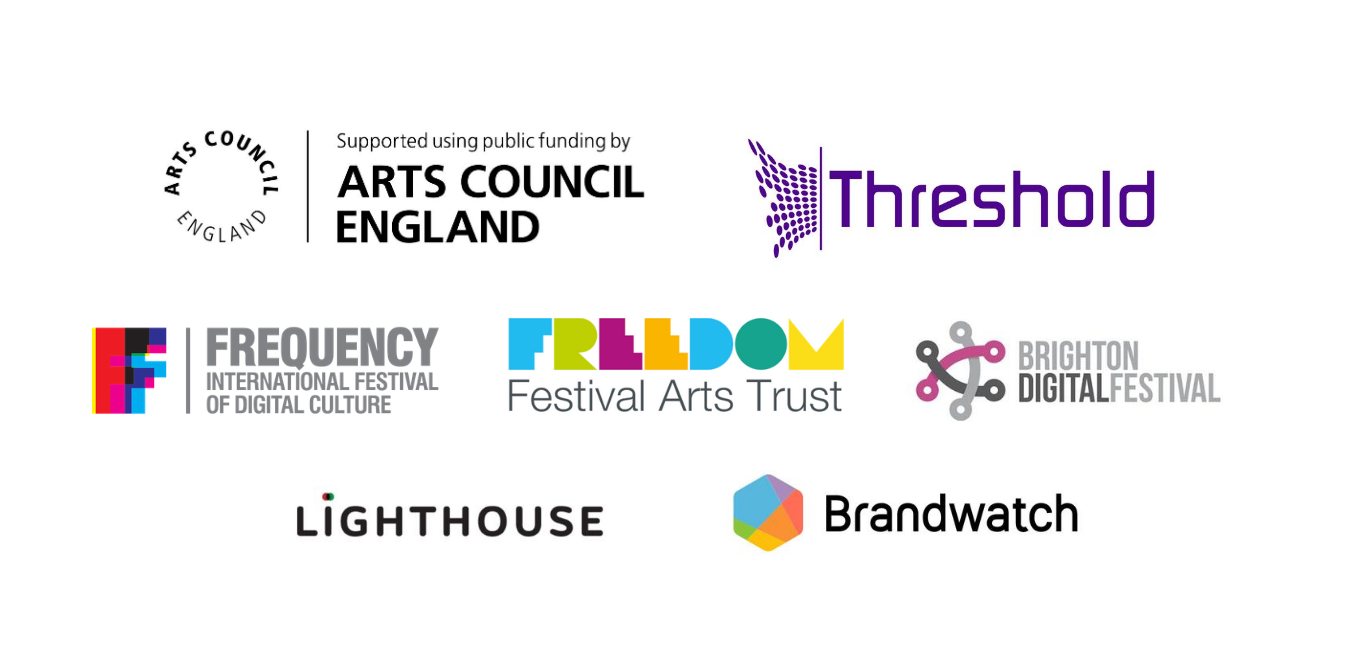 ARTS COUNCIL
ENGLAND
Supported using public funding by
ARTS COUNCIL
ENGLAND
Threshold
FREQUENCY
INTERNATIONAL FESTIVAL
OF DIGITAL CULTURE
FREEDOM
Festival Arts Trust
BRIGHTON
DIGITALFESTIVAL
LiGHTHOUSE
Brandwatch